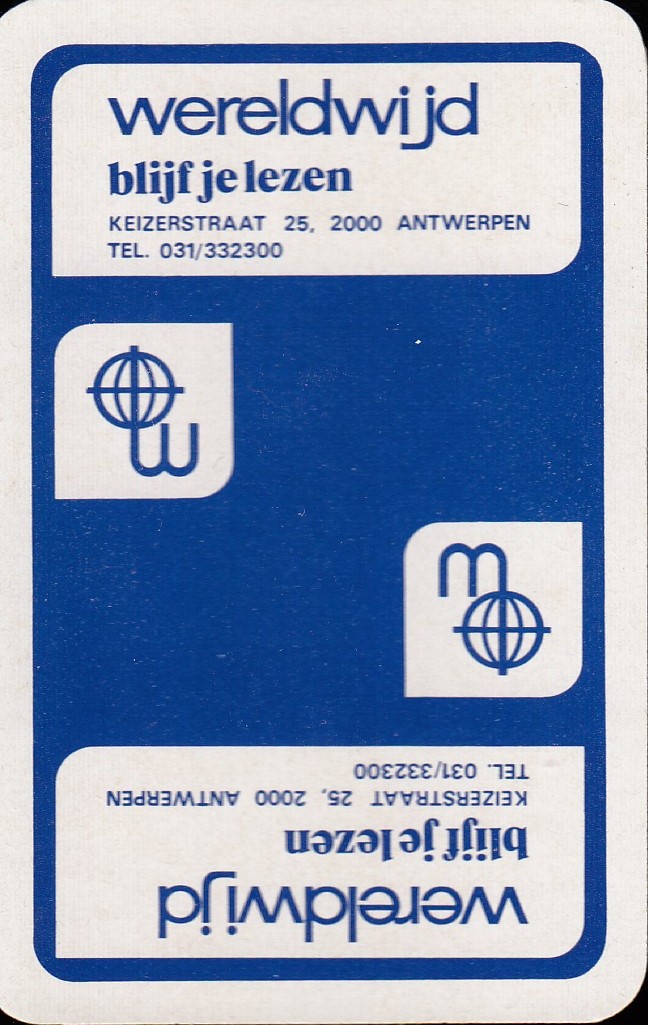 wereldwijd
blijf je lezen
KEIZERSTRAAT 25, 2000 ANTWERPEN
TEL. 031/332300
w
w
wereldwijd
blijf je lezen
KEIZERSTRAAT 25, 2000 ANTWERPEN
TEL. 031/332300